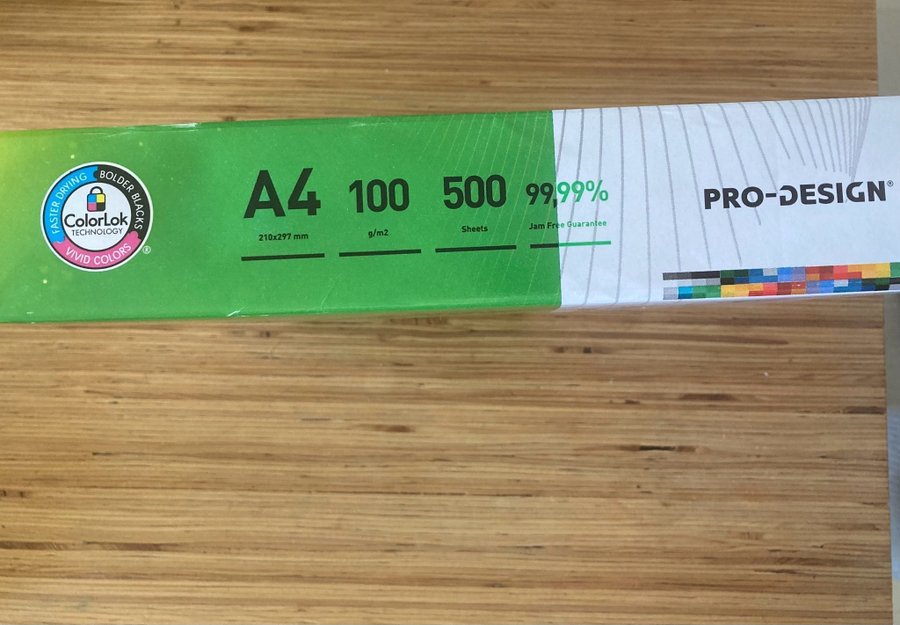 FASTER DRYING
BOLDER BLACKS
ColorLok
TECHNOLOGY
VIVID COLORS
®
A4
210x297 mm
100
g/m2
500
Sheets
99,99%
Jam Free Guarantee
PRO-DESIGN®